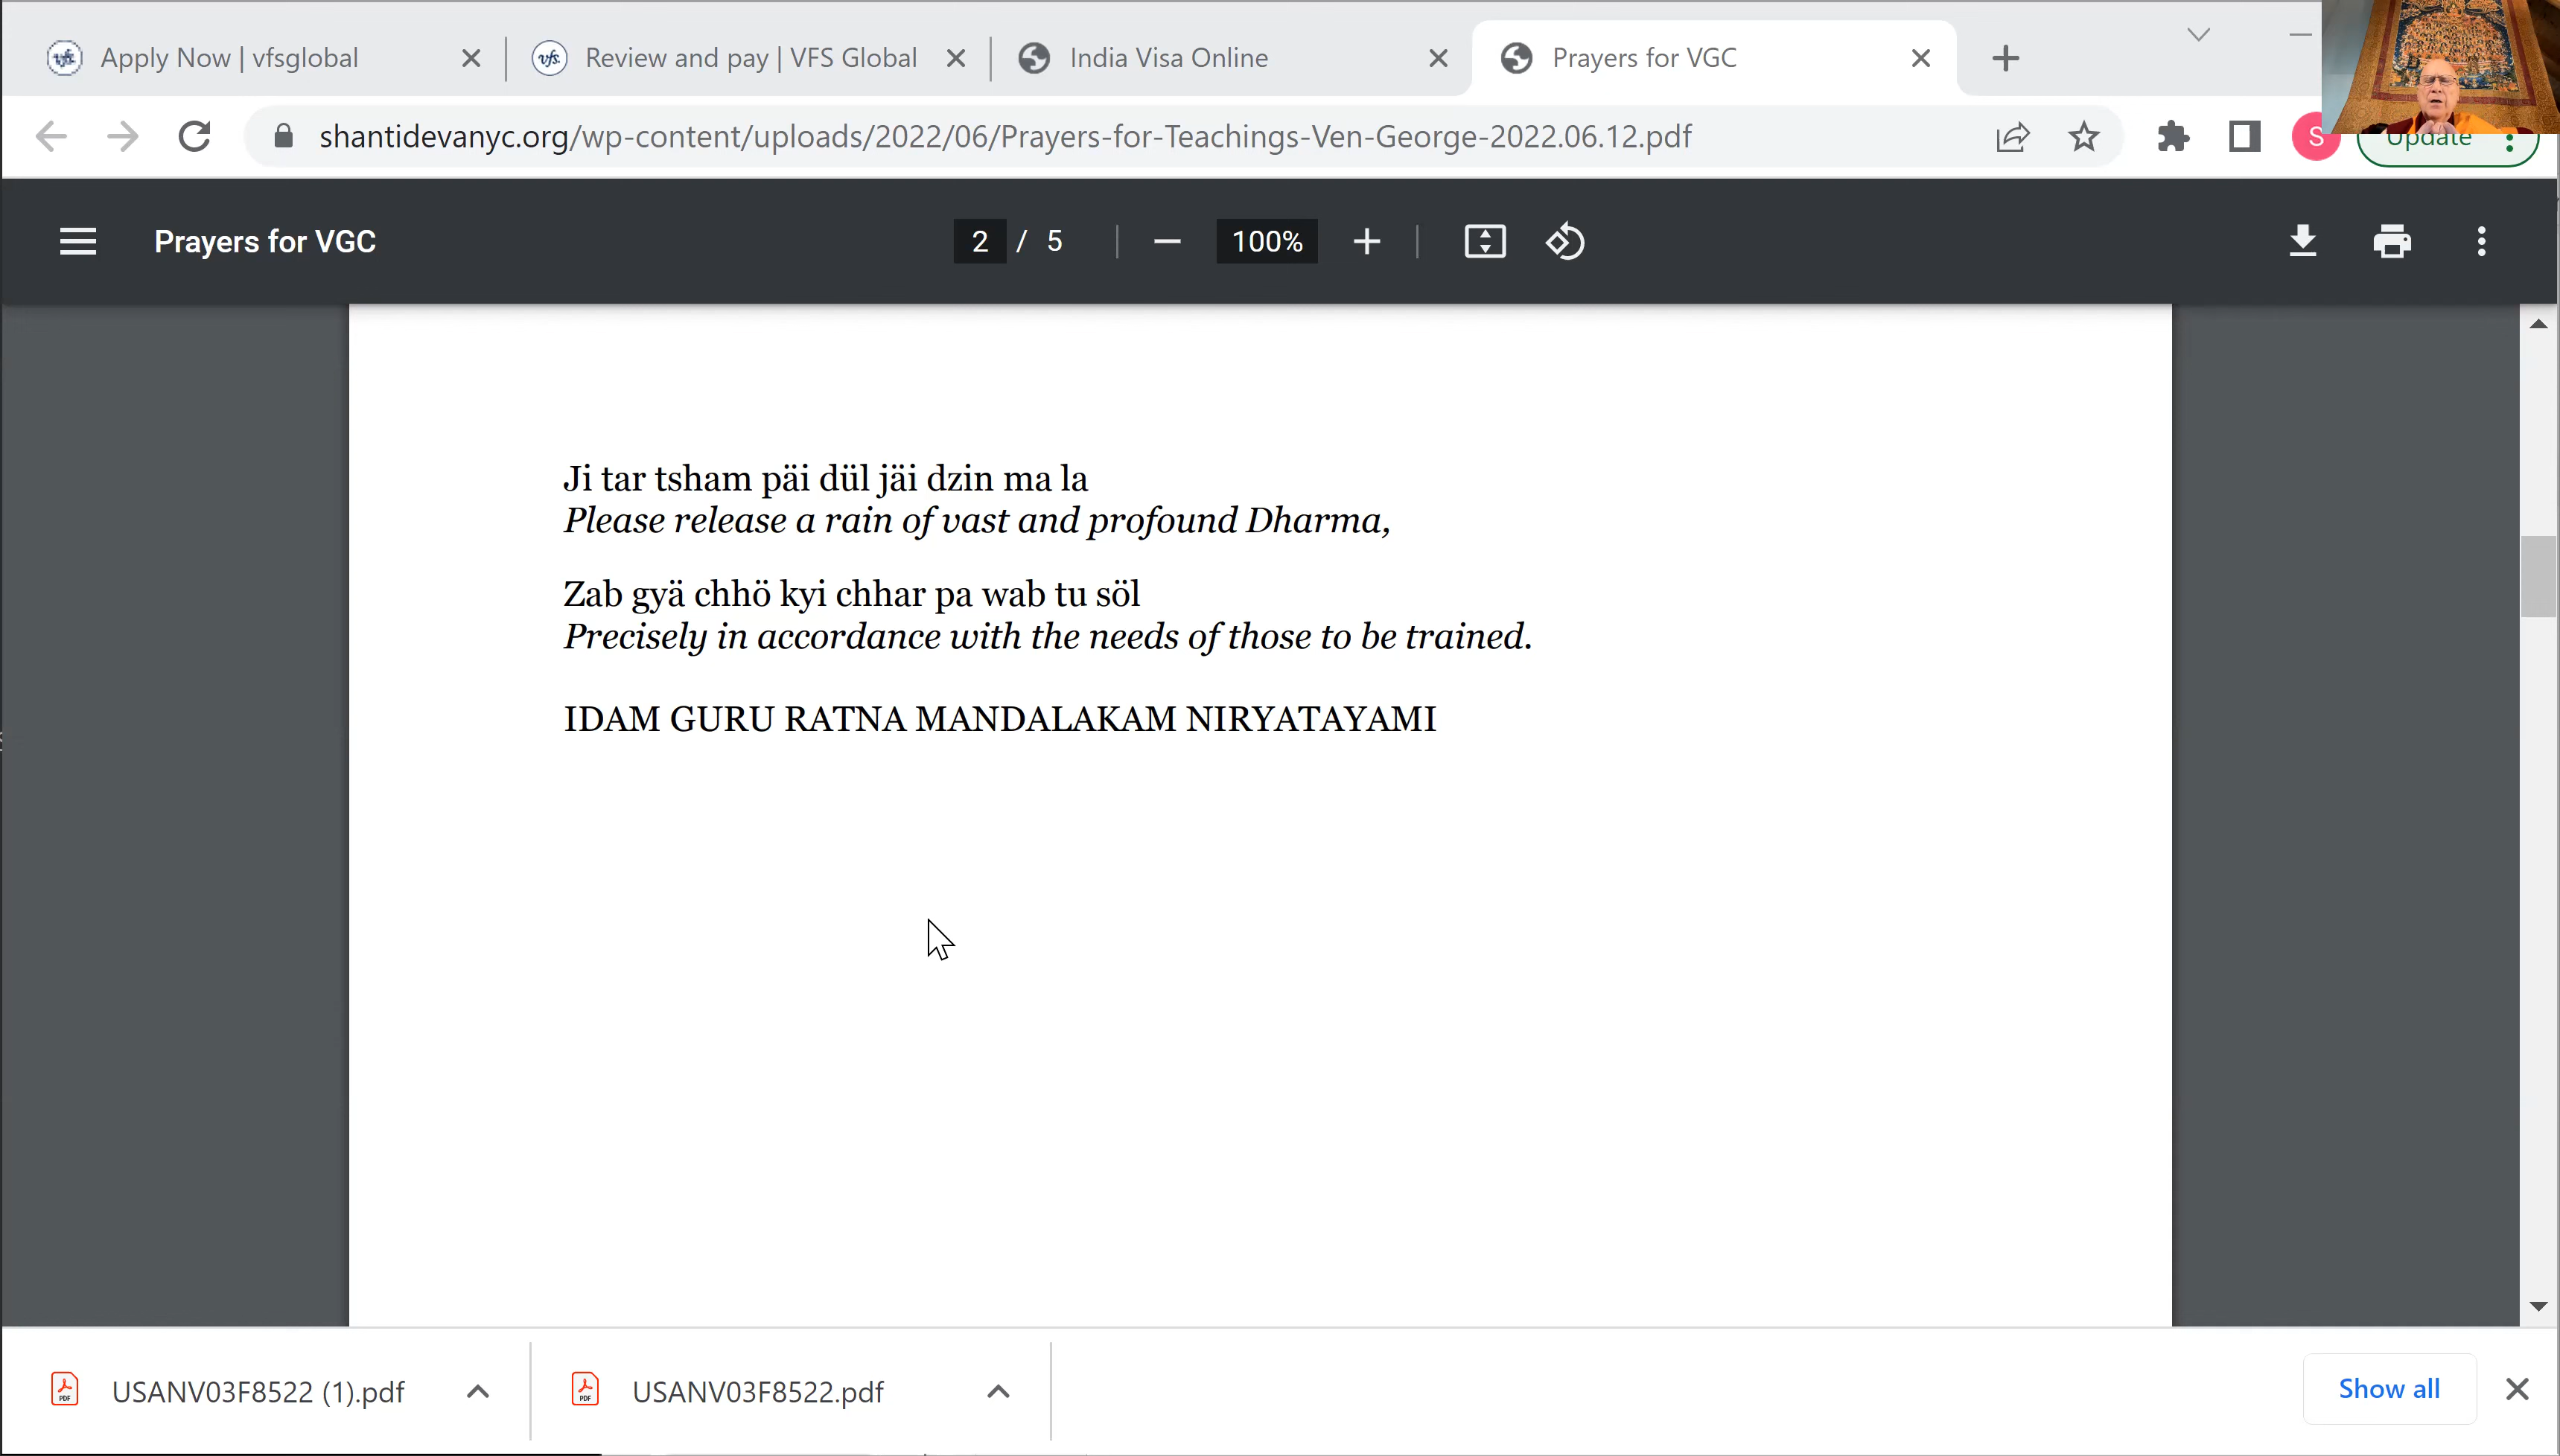 Apply Now | vfsglobal
Review and pay | VFS Global
India Visa Online
Prayers for VGC
shantidevanyc.org/wp-content/uploads/2022/06/Prayers-for-Teachings-Ven-George-2022.06.12.pdf
S
Update
Prayers for VGC
2 / 5
100%
Ji tar tsham päi dül jäi dzin ma la
Please release a rain of vast and profound Dharma,
Zab gyä chhö kyi chhar pa wab tu söl
Precisely in accordance with the needs of those to be trained.
IDAM GURU RATNA MANDALAKAM NIRYATAYAMI
USANV03F8522 (1).pdf
USANV03F8522.pdf
Show all